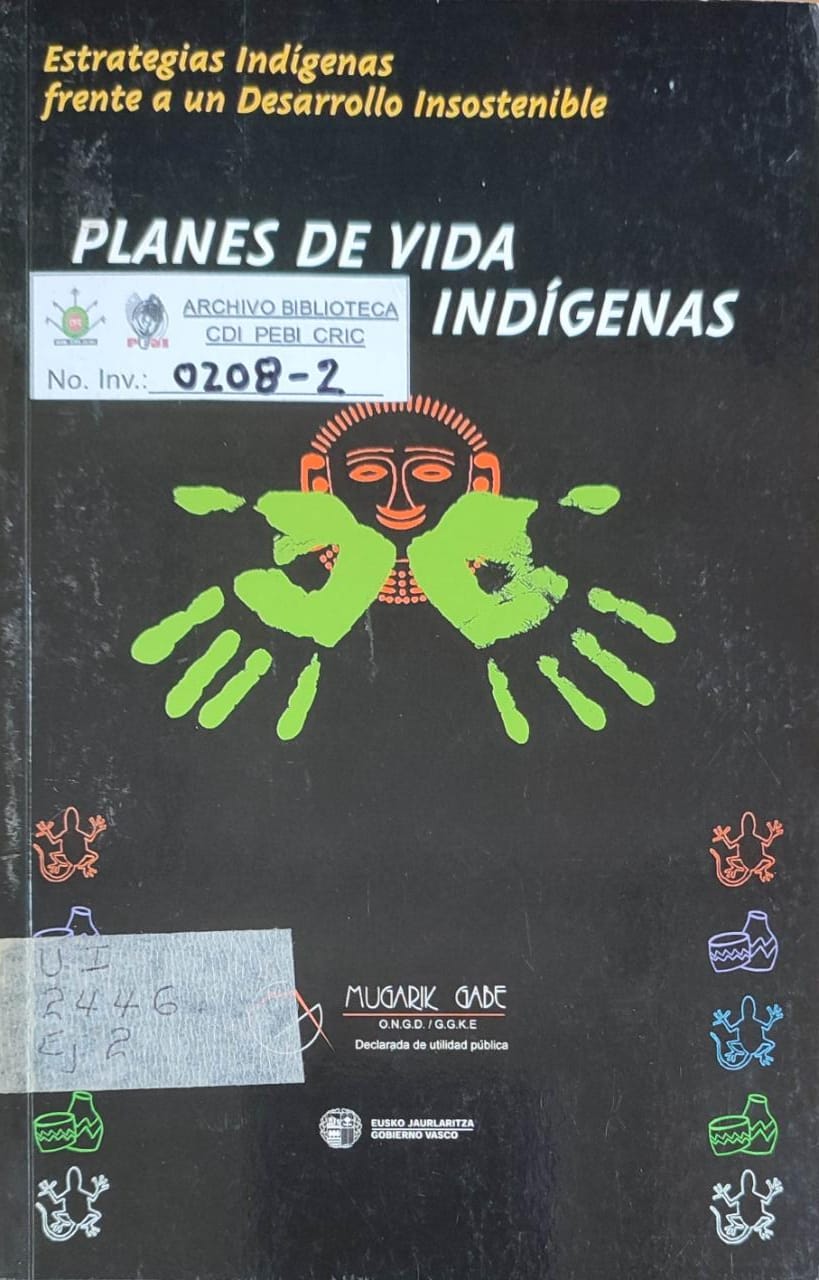 Estrategias Indígenas
frente a un Desarrollo Insostenible
PLANES DE VIDA
INDÍGENAS
ARCHIVO BIBLIOTECA
CDI PEBI CRIC
No. Inv.: 0208-2
U I
2446
Ej 2
MUGARIK GABE
O.N.G.D. / G.G.K.E
Declarada de utilidad pública
EUSKO JAURLARITZA
GOBIERNO VASCO